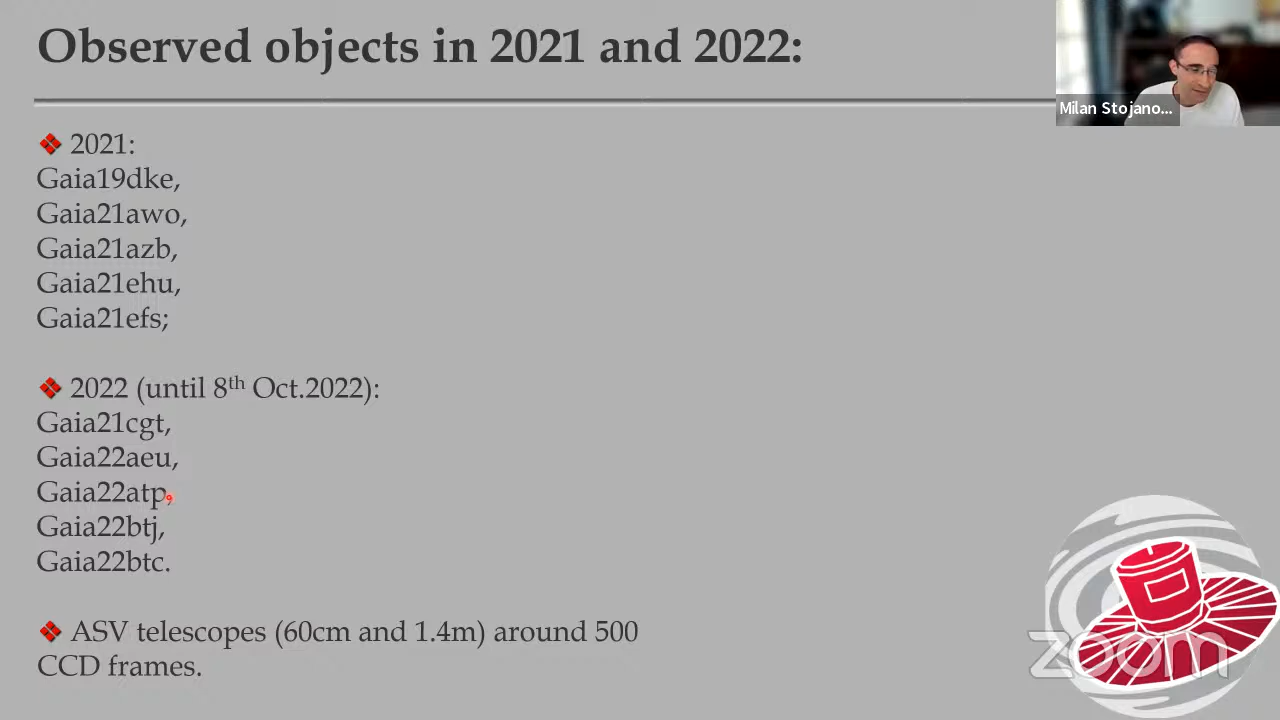 Observed objects in 2021 and 2022:
Milan Stojano...
2021:
Gaia19dke,
Gaia21awo,
Gaia21azb,
Gaia21ehu,
Gaia21efs;
2022 (until 8th Oct.2022):
Gaia21cgt,
Gaia22aeu,
Gaia22atp,
Gaia22btj,
Gaia22btc.
ASV telescopes (60cm and 1.4m) around 500
CCD frames.
zoom